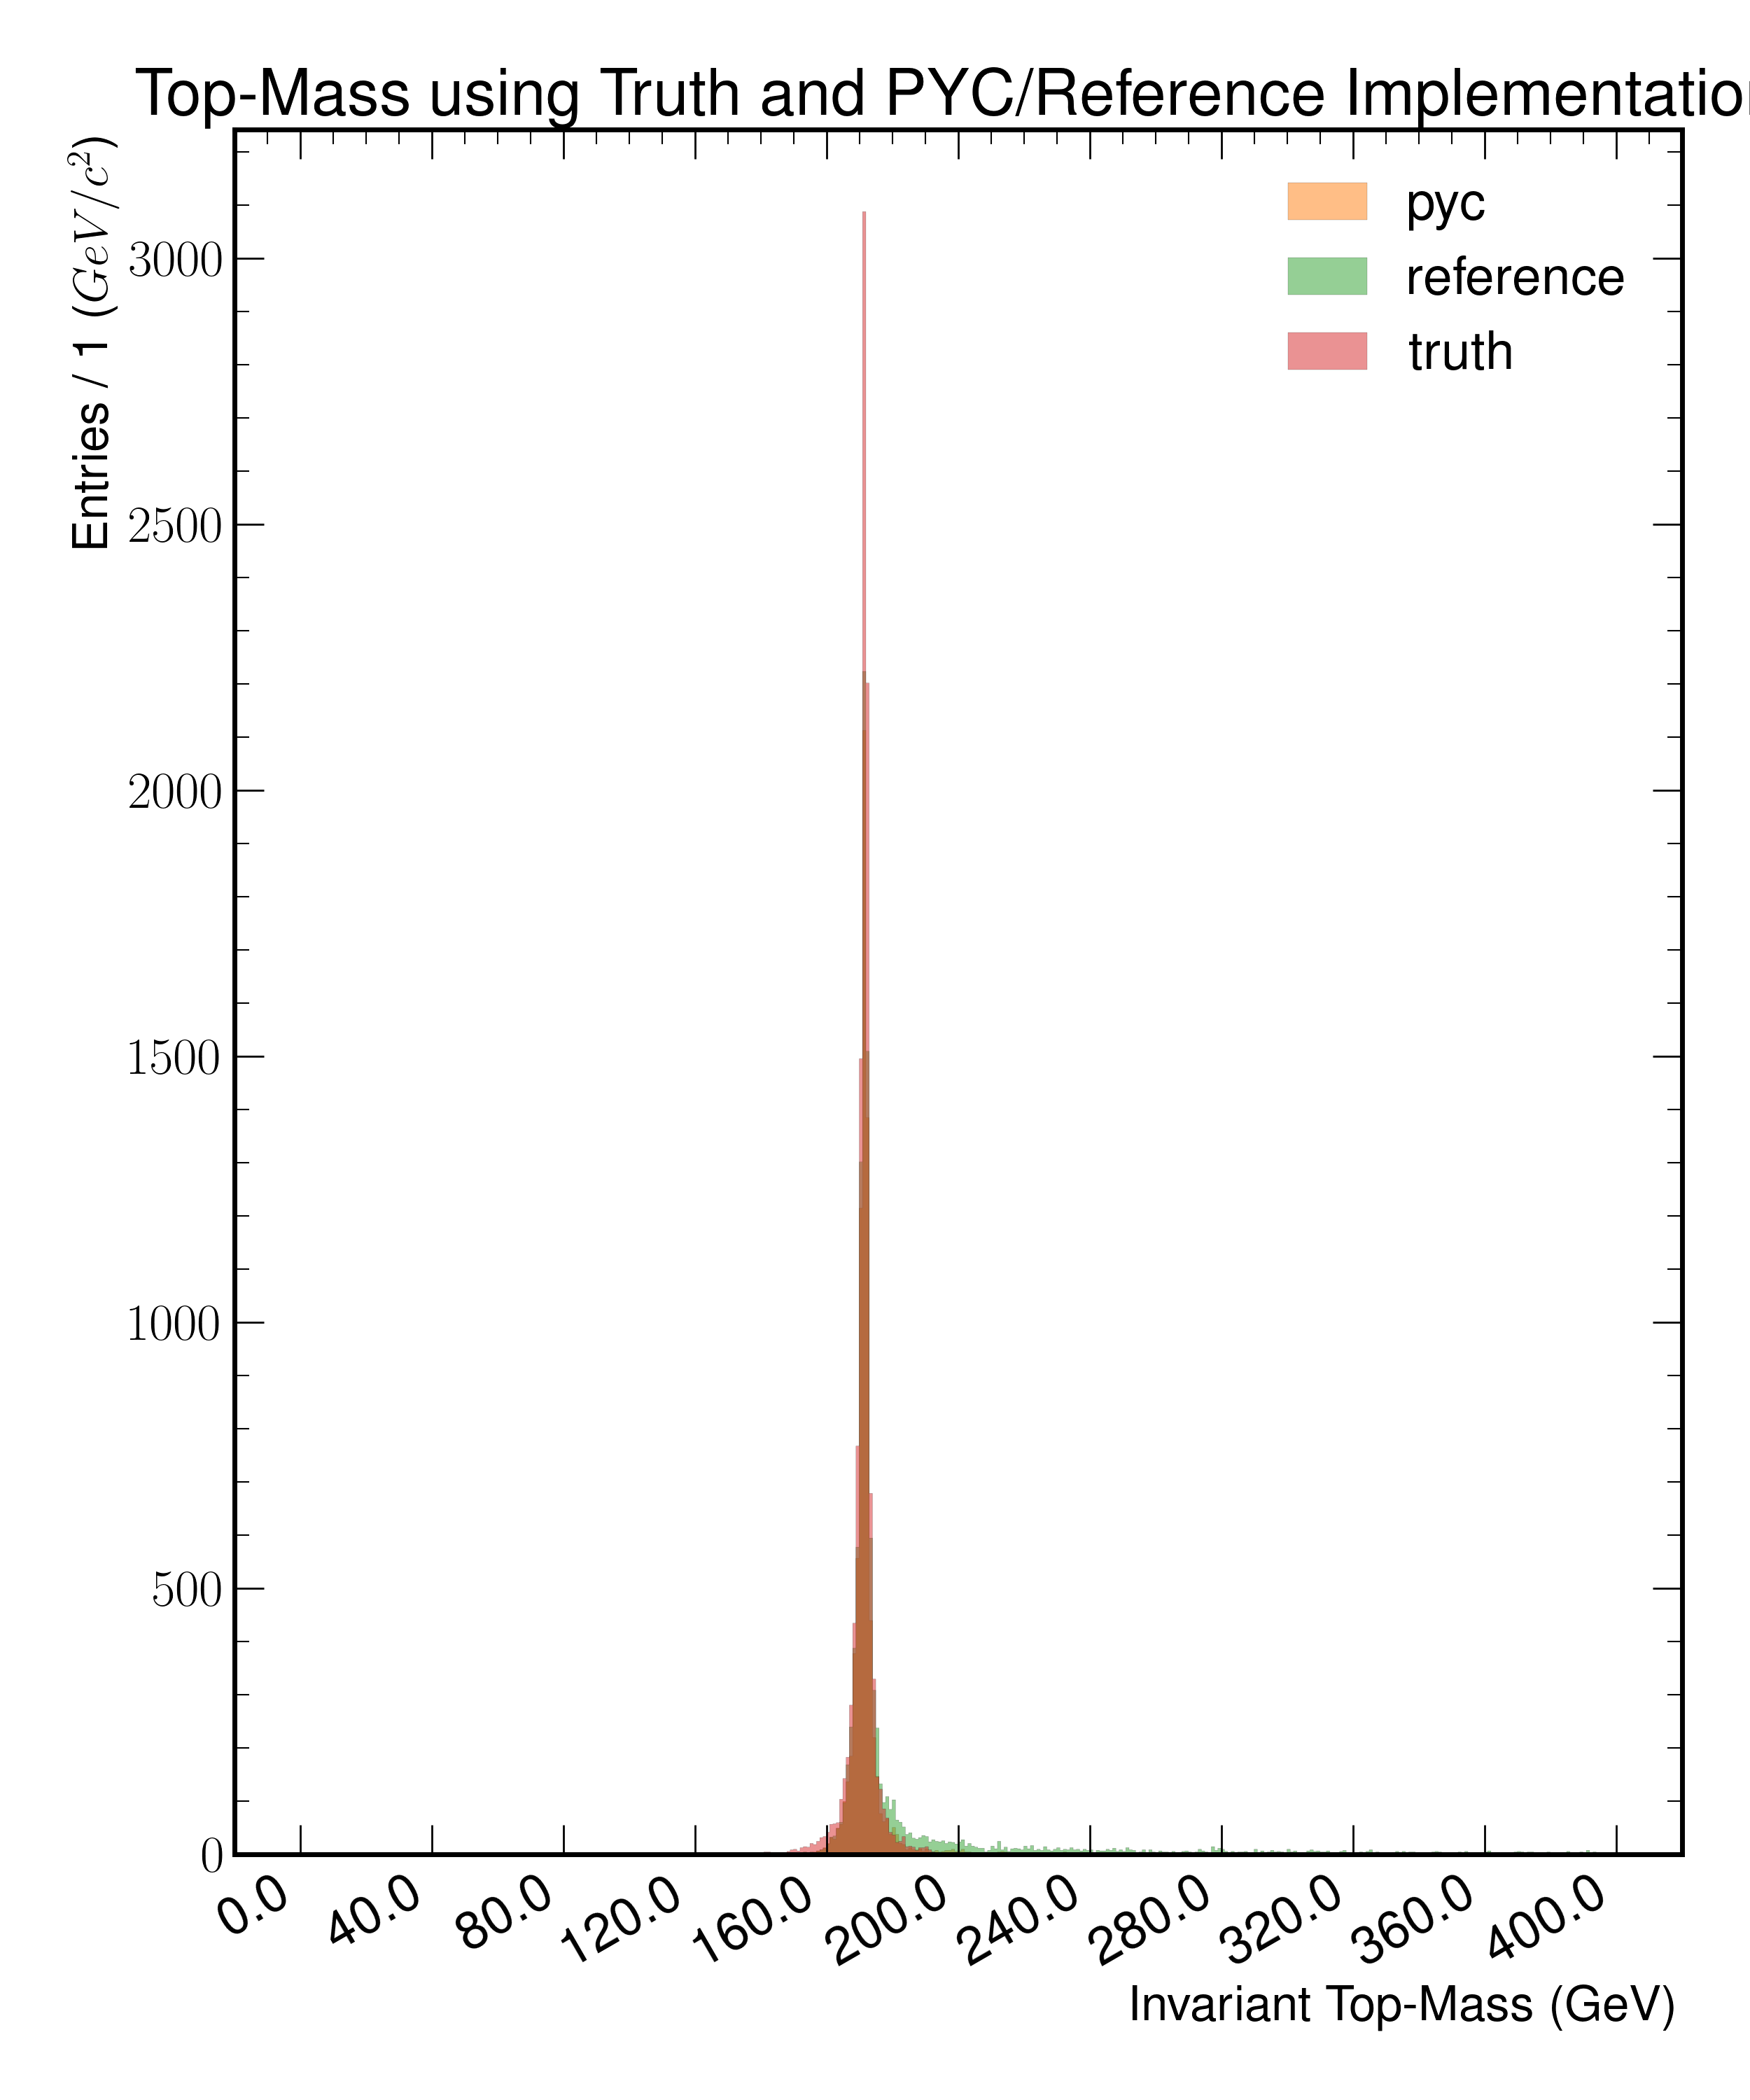 Top-Mass using Truth and PYC/Reference Implementatio
Entries / 1 (GeV/c²)
pyc
reference
truth
3000
2500
2000
1500
1000
500
0
0.0 40.0 80.0 120.0 160.0 200.0 240.0 280.0 320.0 360.0 400.0
Invariant Top-Mass (GeV)